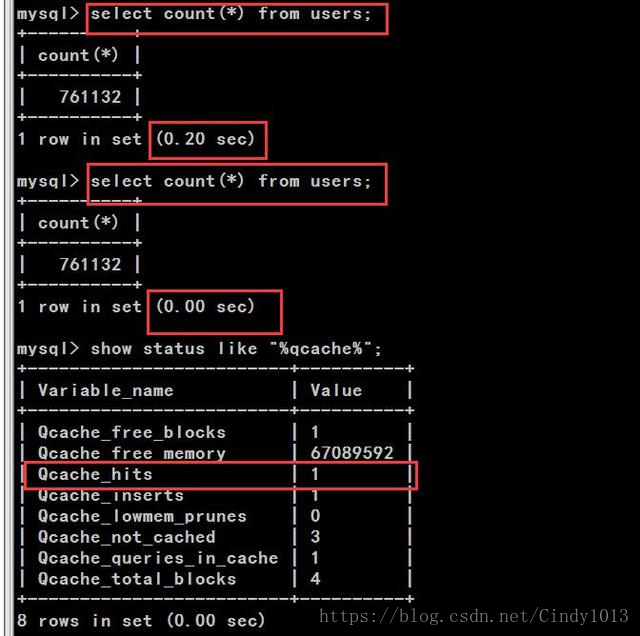 mysql> select count(*) from users;
+----------+
| count(*) |
+----------+
|   761132 |
+----------+
1 row in set (0.20 sec)
mysql> select count(*) from users;
+----------+
| count(*) |
+----------+
|   761132 |
+----------+
1 row in set (0.00 sec)
mysql> show status like "%qcache%";
+-------------------------+----------+
| Variable_name           | Value    |
+-------------------------+----------+
| Qcache_free_blocks      | 1        |
| Qcache_free_memory      | 67089592 |
| Qcache_hits             | 1        |
| Qcache_inserts          | 1        |
| Qcache_lowmem_prunes    | 0        |
| Qcache_not_cached       | 3        |
| Qcache_queries_in_cache | 1        |
| Qcache_total_blocks     | 4        |
+-------------------------+----------+
8 rows in set (0.00 sec)
https://blog.csdn.net/Cindy1013